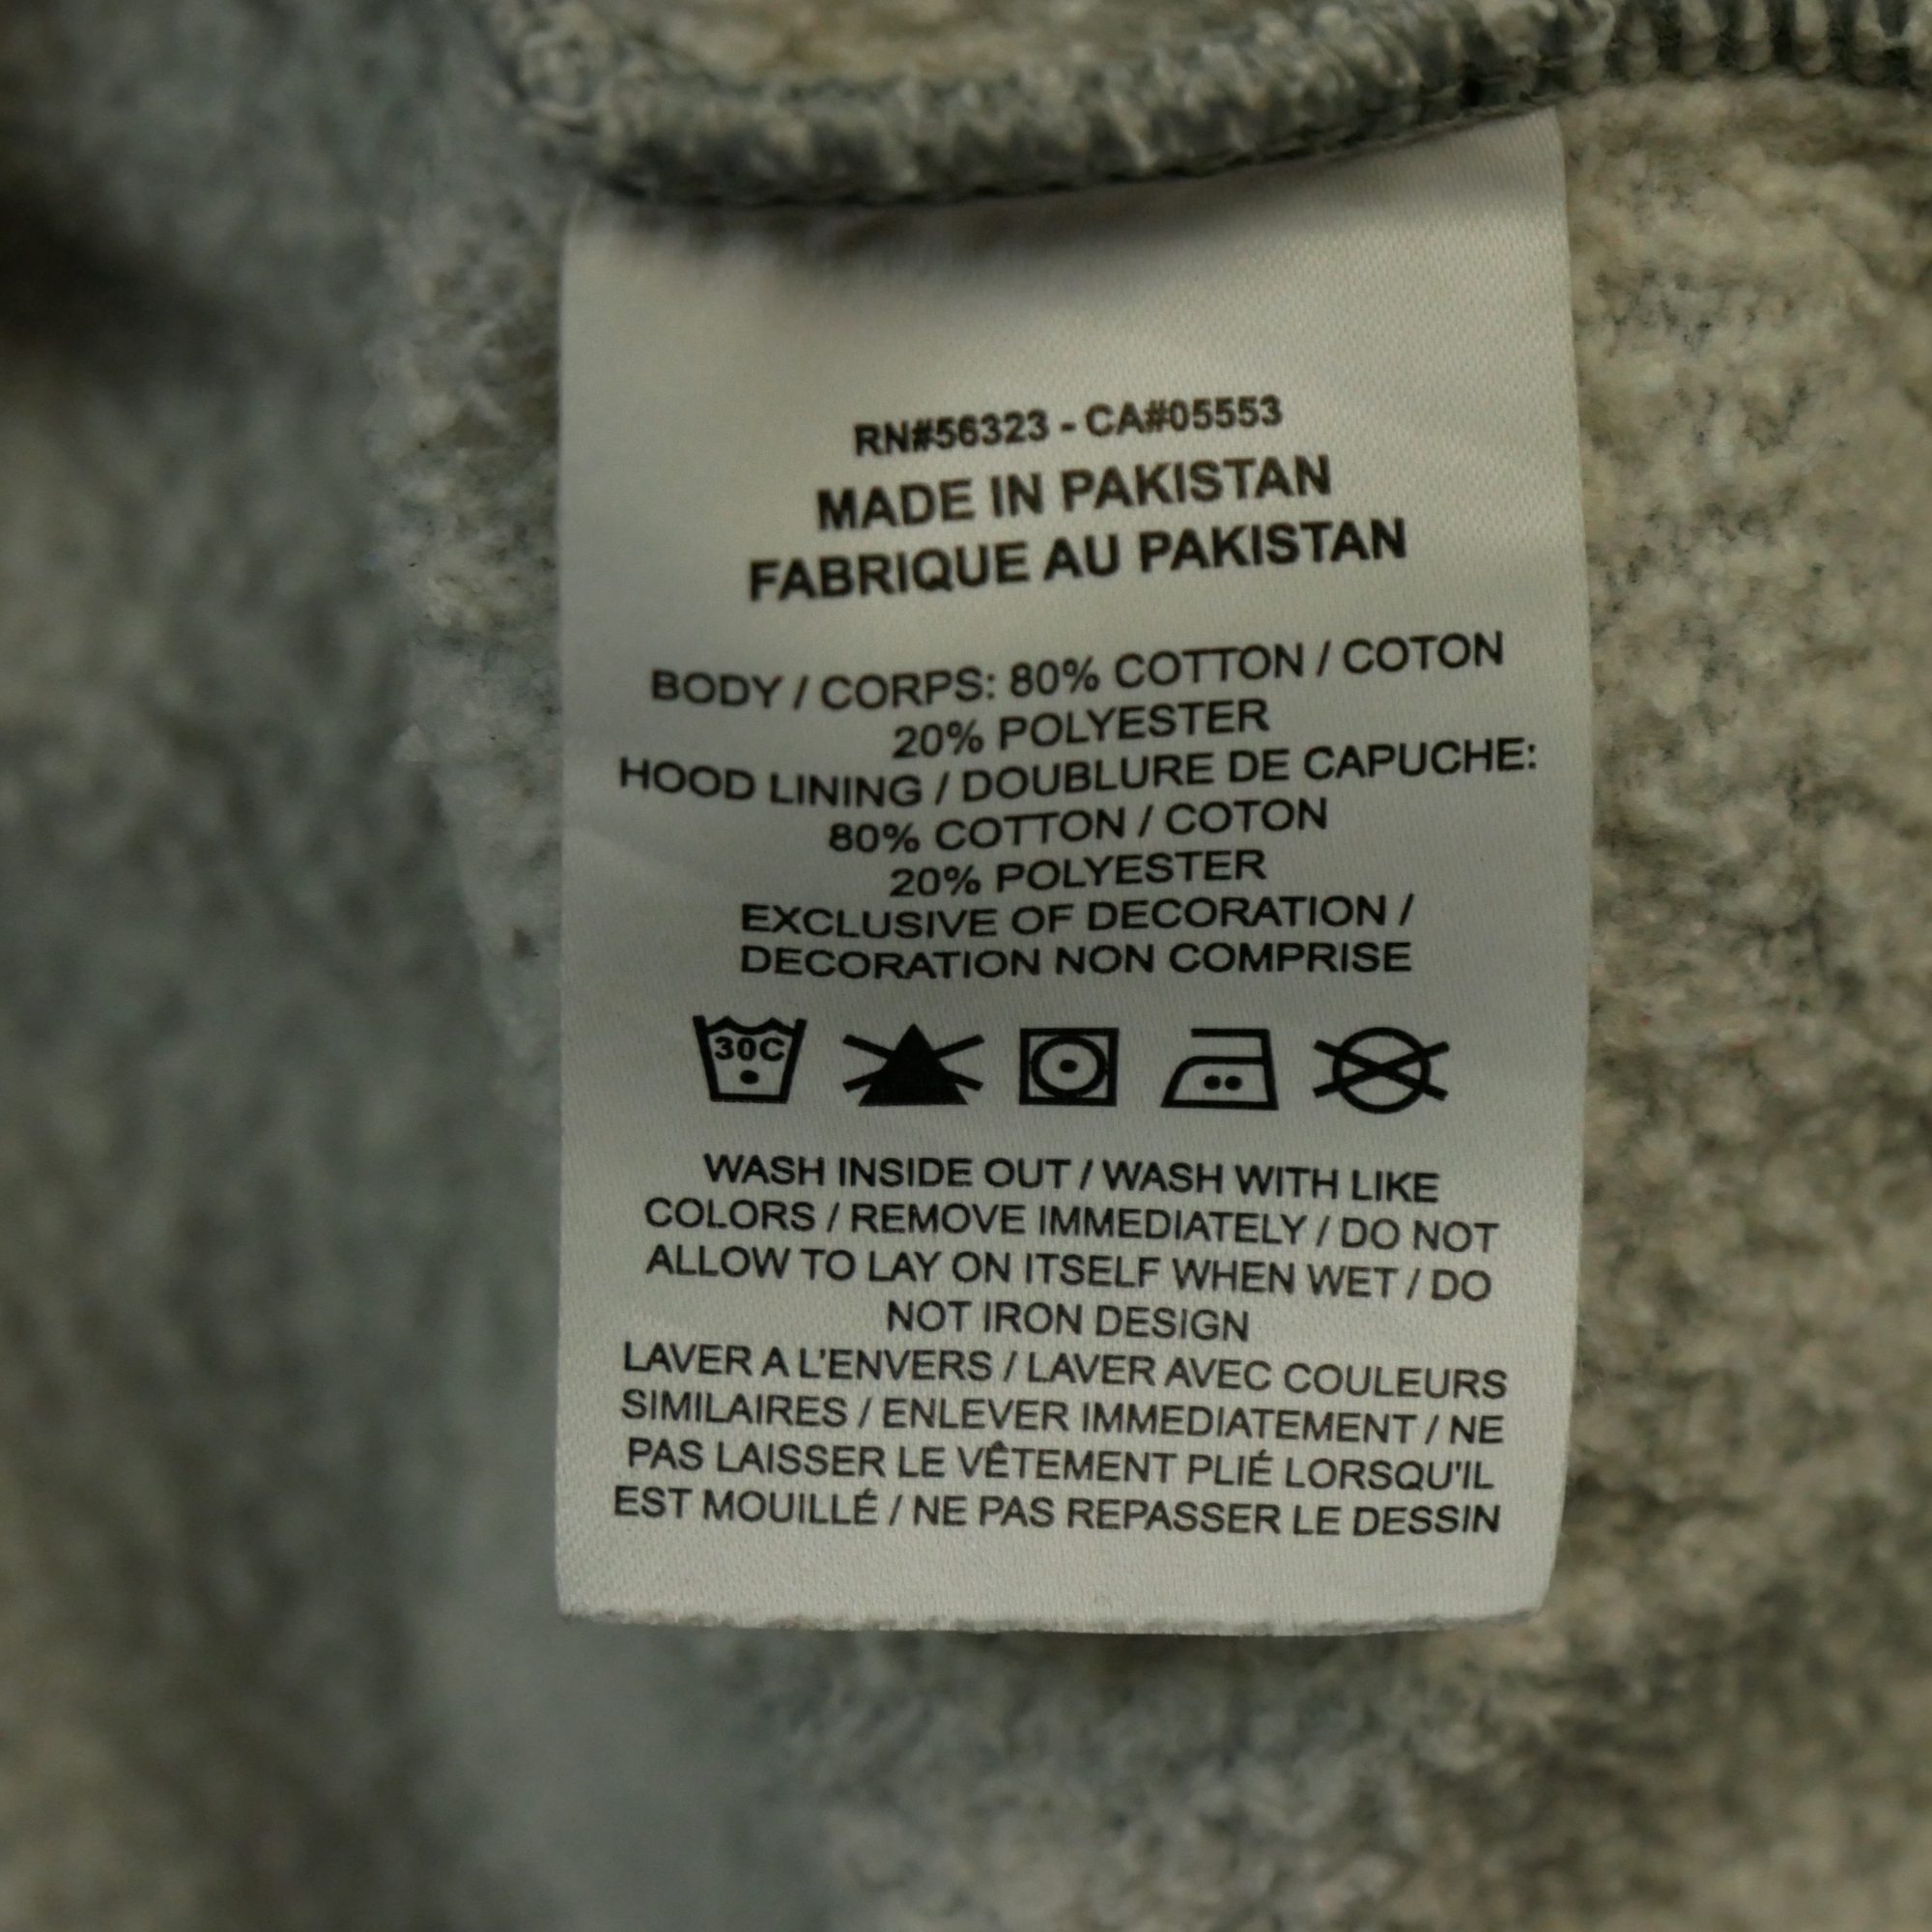 RN#56323 - CA#05553
MADE IN PAKISTAN
FABRIQUE AU PAKISTAN
BODY / CORPS: 80% COTTON / COTON
20% POLYESTER
HOOD LINING / DOUBLURE DE CAPUCHE:
80% COTTON / COTON
20% POLYESTER
EXCLUSIVE OF DECORATION /
DECORATION NON COMPRISE
30C
WASH INSIDE OUT / WASH WITH LIKE
COLORS / REMOVE IMMEDIATELY / DO NOT
ALLOW TO LAY ON ITSELF WHEN WET / DO
NOT IRON DESIGN
LAVER A L'ENVERS / LAVER AVEC COULEURS
SIMILAIRES / ENLEVER IMMEDIATEMENT / NE
PAS LAISSER LE VÊTEMENT PLIÉ LORSQU'IL
EST MOUILLÉ / NE PAS REPASSER LE DESSIN